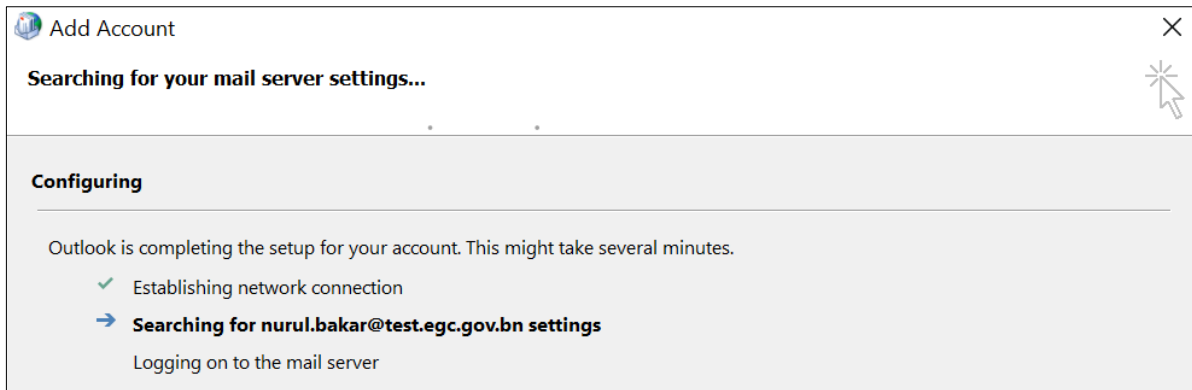 Add Account
Searching for your mail server settings...
Configuring
Outlook is completing the setup for your account. This might take several minutes.
Establishing network connection
Searching for nurul.bakar@test.egc.gov.bn settings
Logging on to the mail server